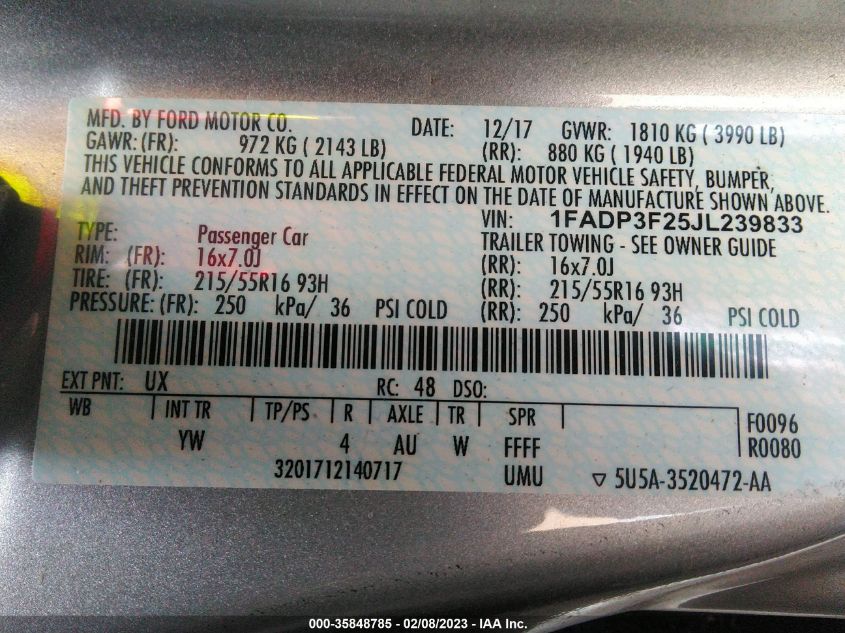 MFD. BY FORD MOTOR CO. DATE: 12/17 GVWR: 1810 KG ( 3990 LB)
GAWR: (FR): 972 KG ( 2143 LB) (RR): 880 KG ( 1940 LB)
THIS VEHICLE CONFORMS TO ALL APPLICABLE FEDERAL MOTOR VEHICLE SAFETY, BUMPER,
AND THEFT PREVENTION STANDARDS IN EFFECT ON THE DATE OF MANUFACTURE SHOWN ABOVE.
VIN: 1FADP3F25JL239833
TYPE: Passenger Car TRAILER TOWING - SEE OWNER GUIDE
RIM: (FR): 16x7.0J (RR): 16x7.0J
TIRE: (FR): 215/55R16 93H (RR): 215/55R16 93H
PRESSURE: (FR): 250 kPa/ 36 PSI COLD (RR): 250 kPa/ 36 PSI COLD
EXT PNT: UX RC: 48 DSO:
WB INT TR TP/PS R AXLE TR SPR F0096
YW 4 AU W FFFF R0080
3201712140717 UMU ▽ 5U5A-3520472-AA
000-35848785 - 02/08/2023 - IAA Inc.